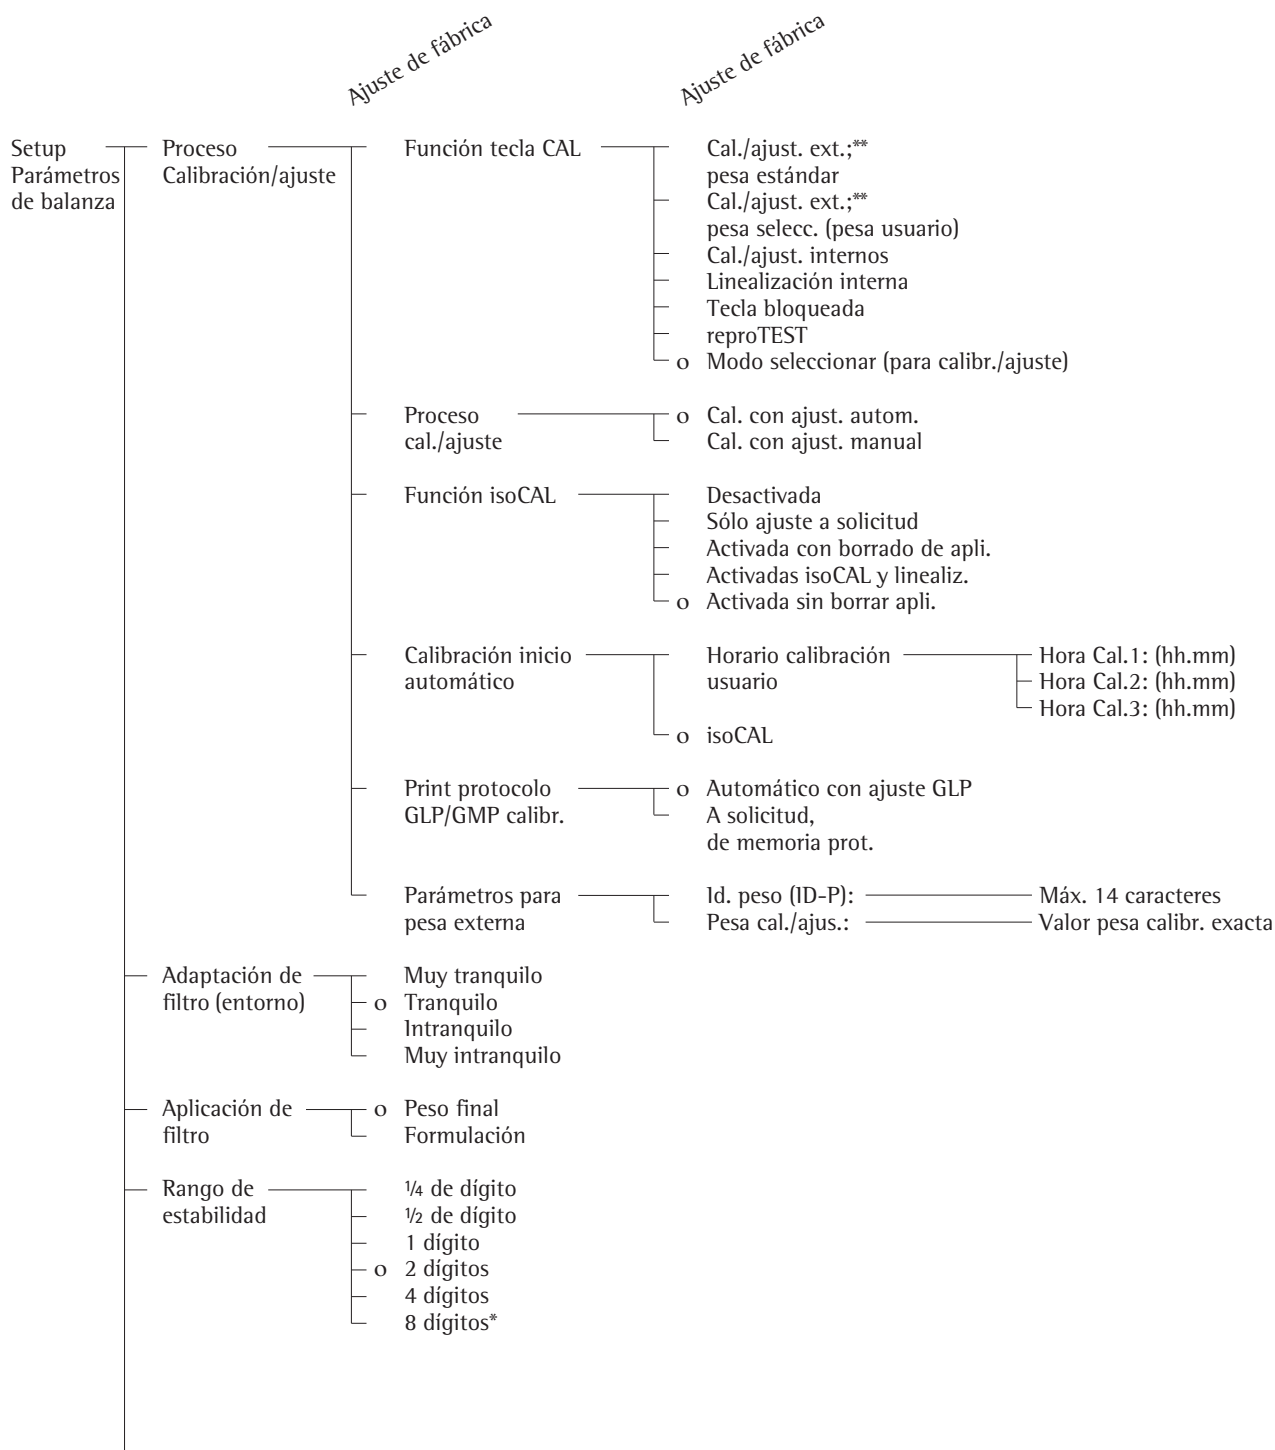 Ajuste de fábrica
Ajuste de fábrica
Setup
Parámetros
de balanza
Proceso
Calibración/ajuste
Función tecla CAL
Cal./ajust. ext.;**
pesa estándar
Cal./ajust. ext.;**
pesa selecc. (pesa usuario)
Cal./ajust. internos
Linealización interna
Tecla bloqueada
reproTEST
o Modo seleccionar (para calibr./ajuste)
Proceso
cal./ajuste
o Cal. con ajust. autom.
Cal. con ajust. manual
Función isoCAL
Desactivada
Sólo ajuste a solicitud
Activada con borrado de apli.
Activadas isoCAL y linealiz.
o Activada sin borrar apli.
Calibración inicio
automático
Horario calibración
usuario
Hora Cal.1: (hh.mm)
Hora Cal.2: (hh.mm)
Hora Cal.3: (hh.mm)
o isoCAL
Print protocolo
GLP/GMP calibr.
o Automático con ajuste GLP
A solicitud,
de memoria prot.
Parámetros para
pesa externa
Id. peso (ID-P):
Máx. 14 caracteres
Pesa cal./ajus.:
Valor pesa calibr. exacta
Adaptación de
filtro (entorno)
Muy tranquilo
o Tranquilo
Intranquilo
Muy intranquilo
Aplicación de
filtro
o Peso final
Formulación
Rango de
estabilidad
1/4 de dígito
1/2 de dígito
1 dígito
o 2 dígitos
4 dígitos
8 dígitos*